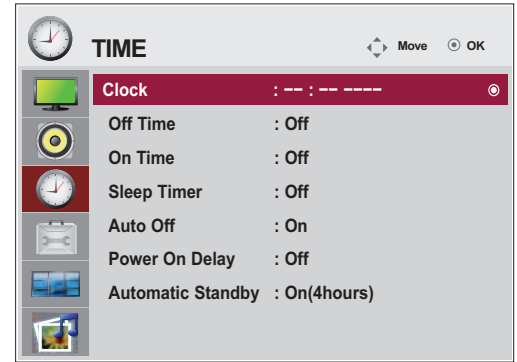 TIME Move OK
Clock : −− : −− −−−−
Off Time : Off
On Time : Off
Sleep Timer : Off
Auto Off : On
Power On Delay : Off
Automatic Standby : On(4hours)